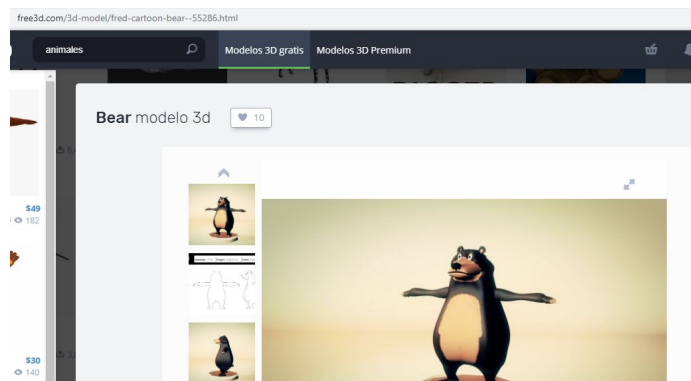 free3d.com/3d-model/fred-cartoon-bear--55286.html
animales
Modelos 3D gratis
Modelos 3D Premium
Bear modelo 3d
10
$49
182
$30
140